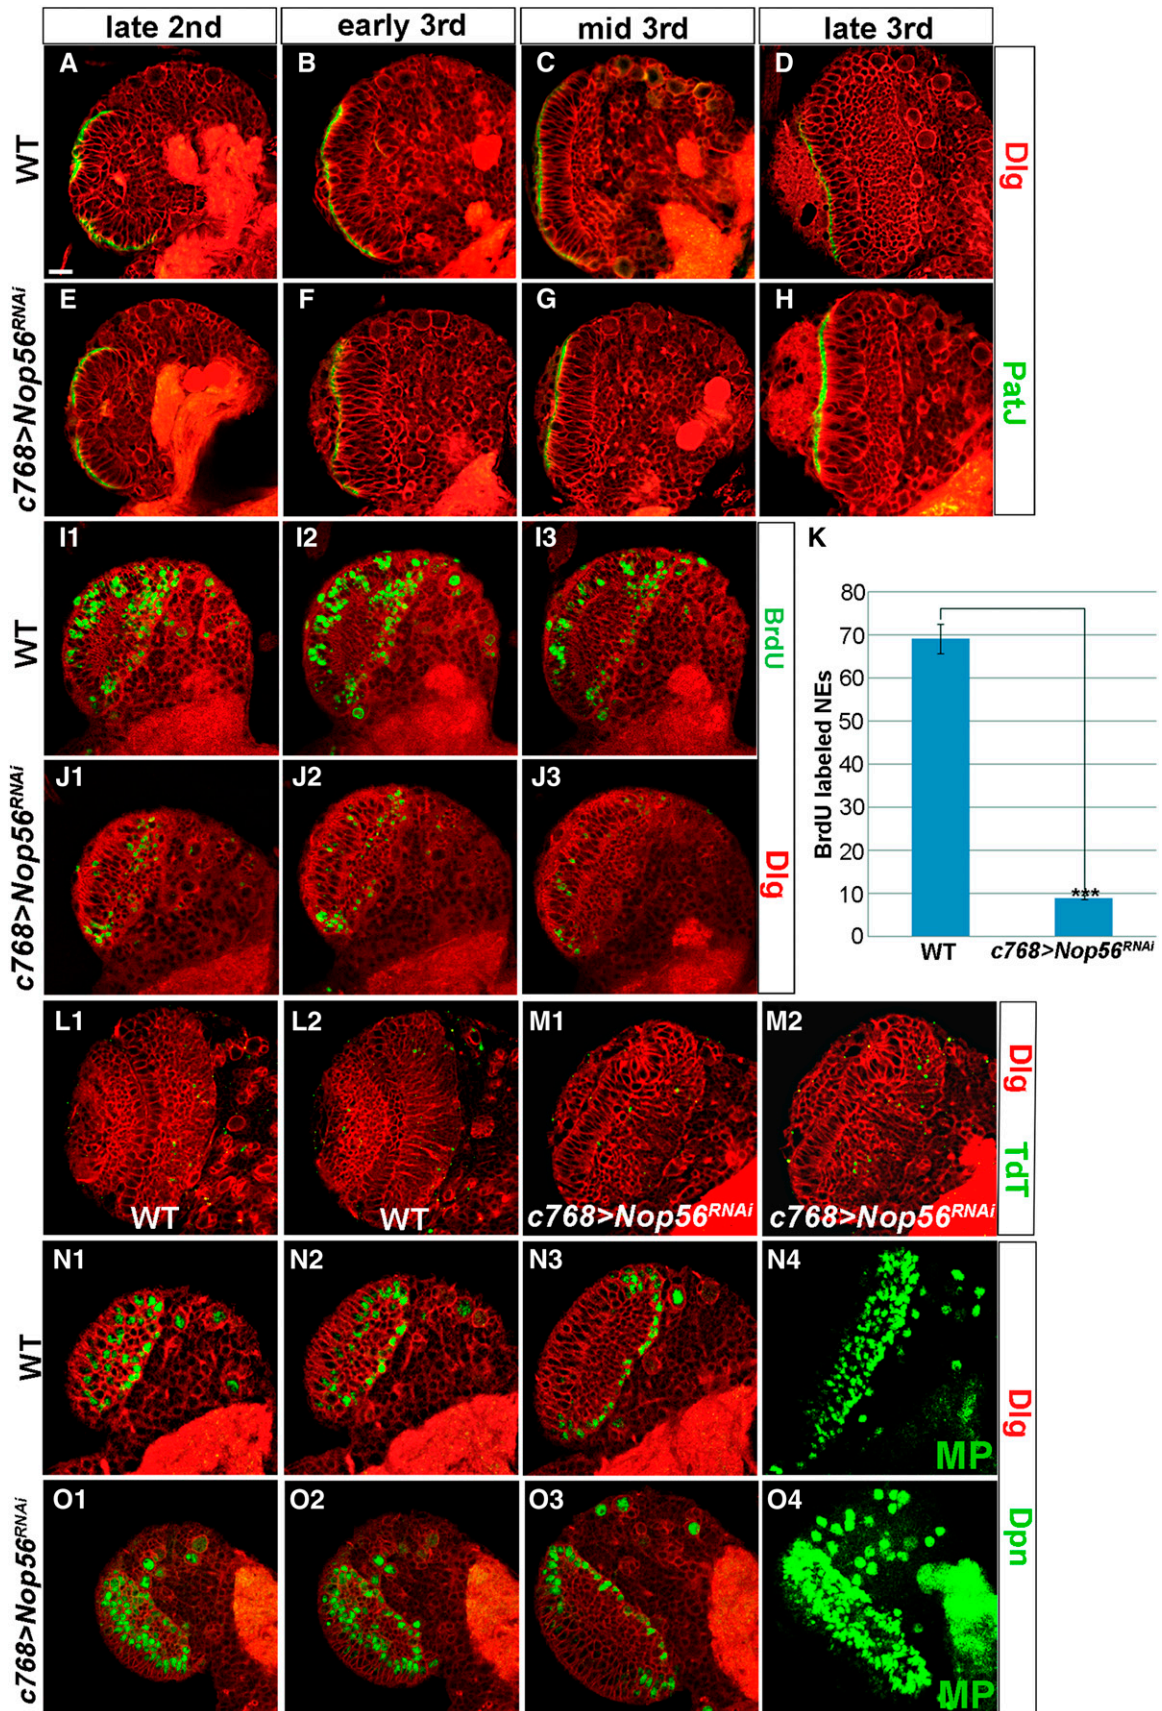 late 2nd
early 3rd
mid 3rd
late 3rd
WT
A
B
C
D
Dlg
PatJ
c768>Nop56RNAi
E
F
G
H
WT
I1
I2
I3
BrdU
Dlg
c768>Nop56RNAi
J1
J2
J3
K
BrdU labeled NEs
80
70
60
50
40
30
20
10
0
***
WT
c768>Nop56RNAi
L1
WT
L2
WT
M1
c768>Nop56RNAi
M2
c768>Nop56RNAi
Dlg
TdT
WT
N1
N2
N3
N4
MP
Dlg
Dpn
c768>Nop56RNAi
O1
O2
O3
O4
MP